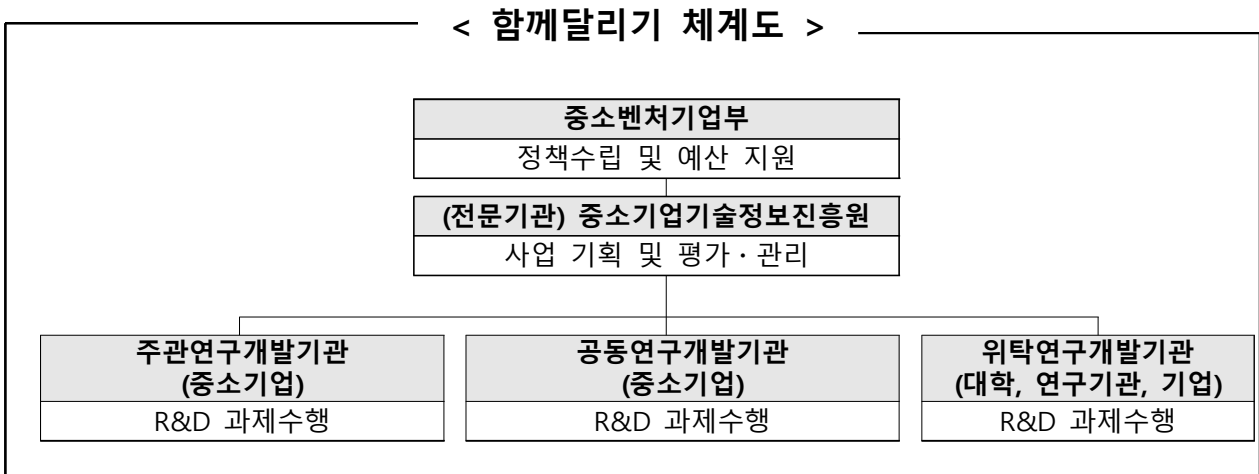 < 함께달리기 체계도 >
중소벤처기업부
정책수립 및 예산 지원
(전문기관) 중소기업기술정보진흥원
사업 기획 및 평가·관리
주관연구개발기관
(중소기업)
R&D 과제수행
공동연구개발기관
(중소기업)
R&D 과제수행
위탁연구개발기관
(대학, 연구기관, 기업)
R&D 과제수행